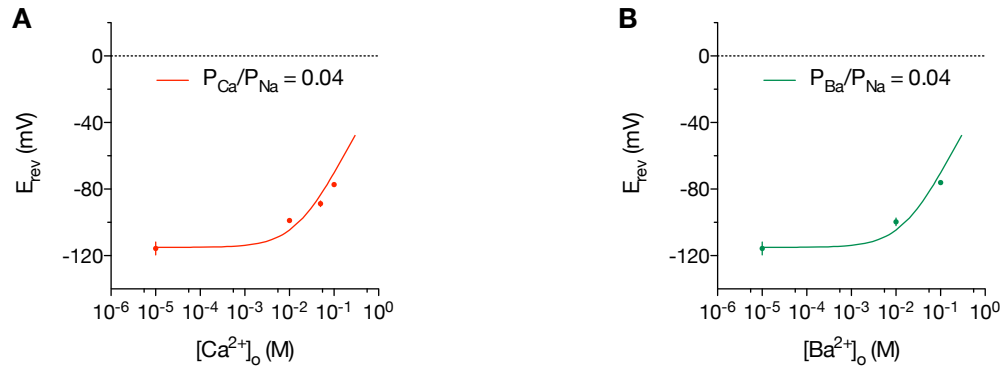 A
0
-40
-80
-120
E_rev (mV)
P_Ca/P_Na = 0.04
10^-6 10^-5 10^-4 10^-3 10^-2 10^-1 10^0
[Ca^2+]_o (M)
B
0
-40
-80
-120
E_rev (mV)
P_Ba/P_Na = 0.04
10^-6 10^-5 10^-4 10^-3 10^-2 10^-1 10^0
[Ba^2+]_o (M)